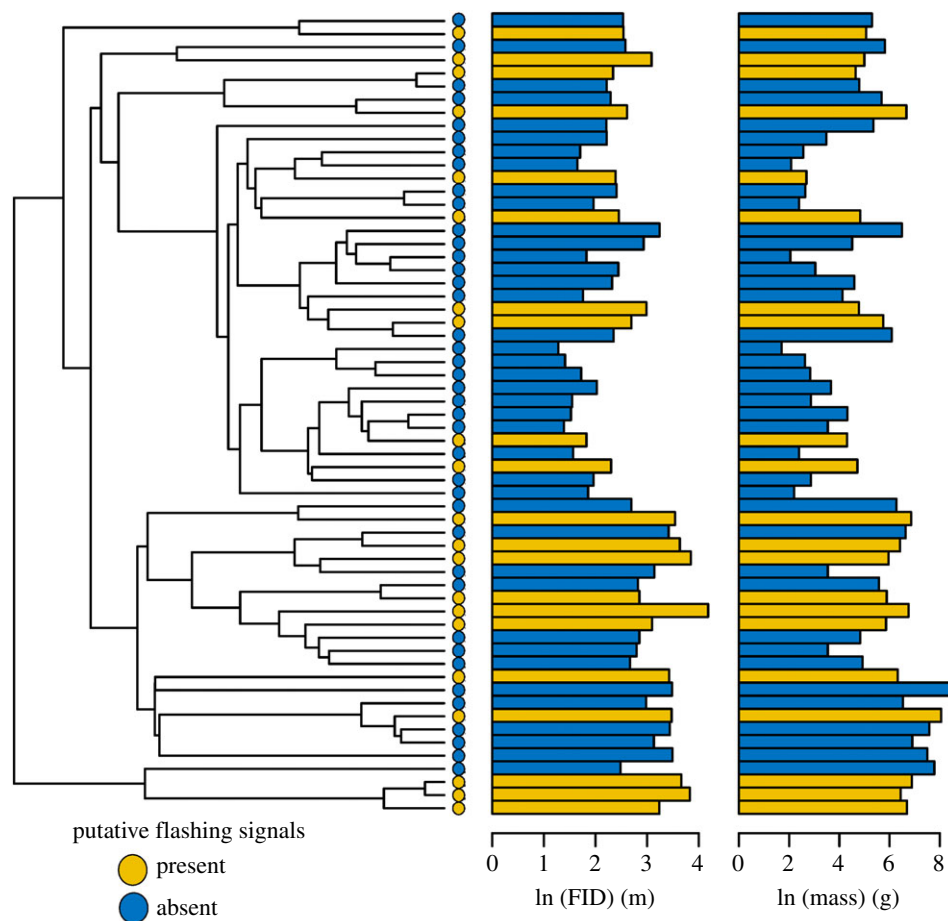 putative flashing signals
present
absent
0 1 2 3 4
ln (FID) (m)
0 2 4 6 8
ln (mass) (g)